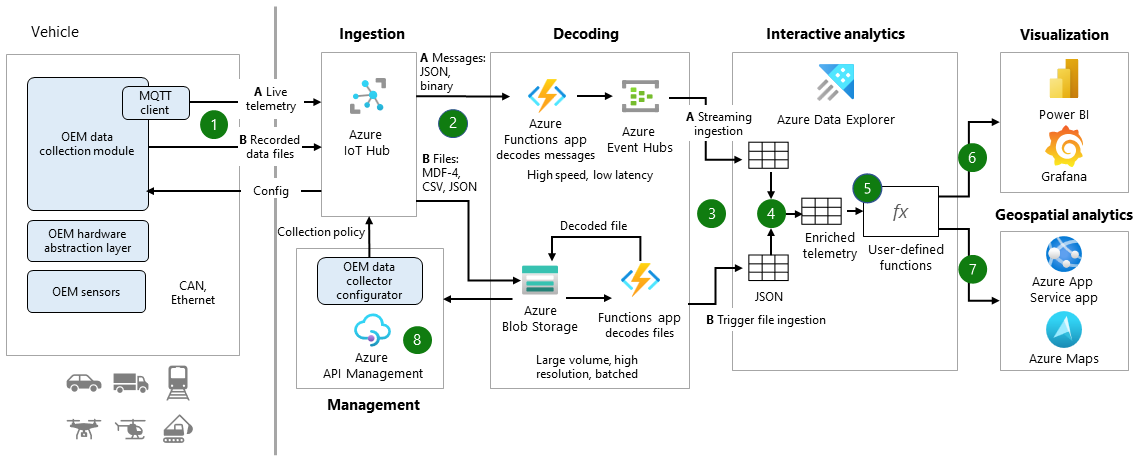 Vehicle
Ingestion
Decoding
Interactive analytics
Visualization
MQTT
client
OEM data
collection module
OEM hardware
abstraction layer
OEM sensors
CAN,
Ethernet
A Live
telemetry
1
B Recorded
data files
Config
Azure
IoT Hub
Collection policy
OEM data
collector
configurator
Azure
API Management
8
Management
A Messages:
JSON,
binary
2
B Files:
MDF-4,
CSV, JSON
Azure
Functions app
decodes messages
Azure
Event Hubs
High speed, low latency
Decoded file
Azure
Blob Storage
Functions app
decodes files
Large volume, high
resolution, batched
A Streaming
ingestion
3
B Trigger file ingestion
Azure Data Explorer
4
JSON
Enriched
telemetry
5
fx
User-defined
functions
6
7
Power BI
Grafana
Geospatial analytics
Azure App
Service app
Azure Maps